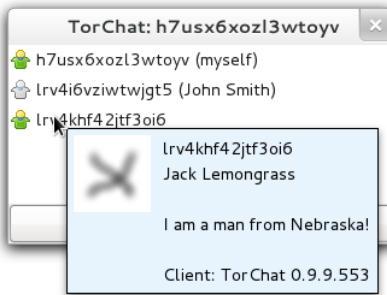 TorChat: h7usx6xozl3wtoyv
h7usx6xozl3wtoyv (myself)
lrv4i6vziwtwjgt5 (John Smith)
lrv4khf42jtf3oi6
lrv4khf42jtf3oi6
Jack Lemongrass
I am a man from Nebraska!
Client: TorChat 0.9.9.553